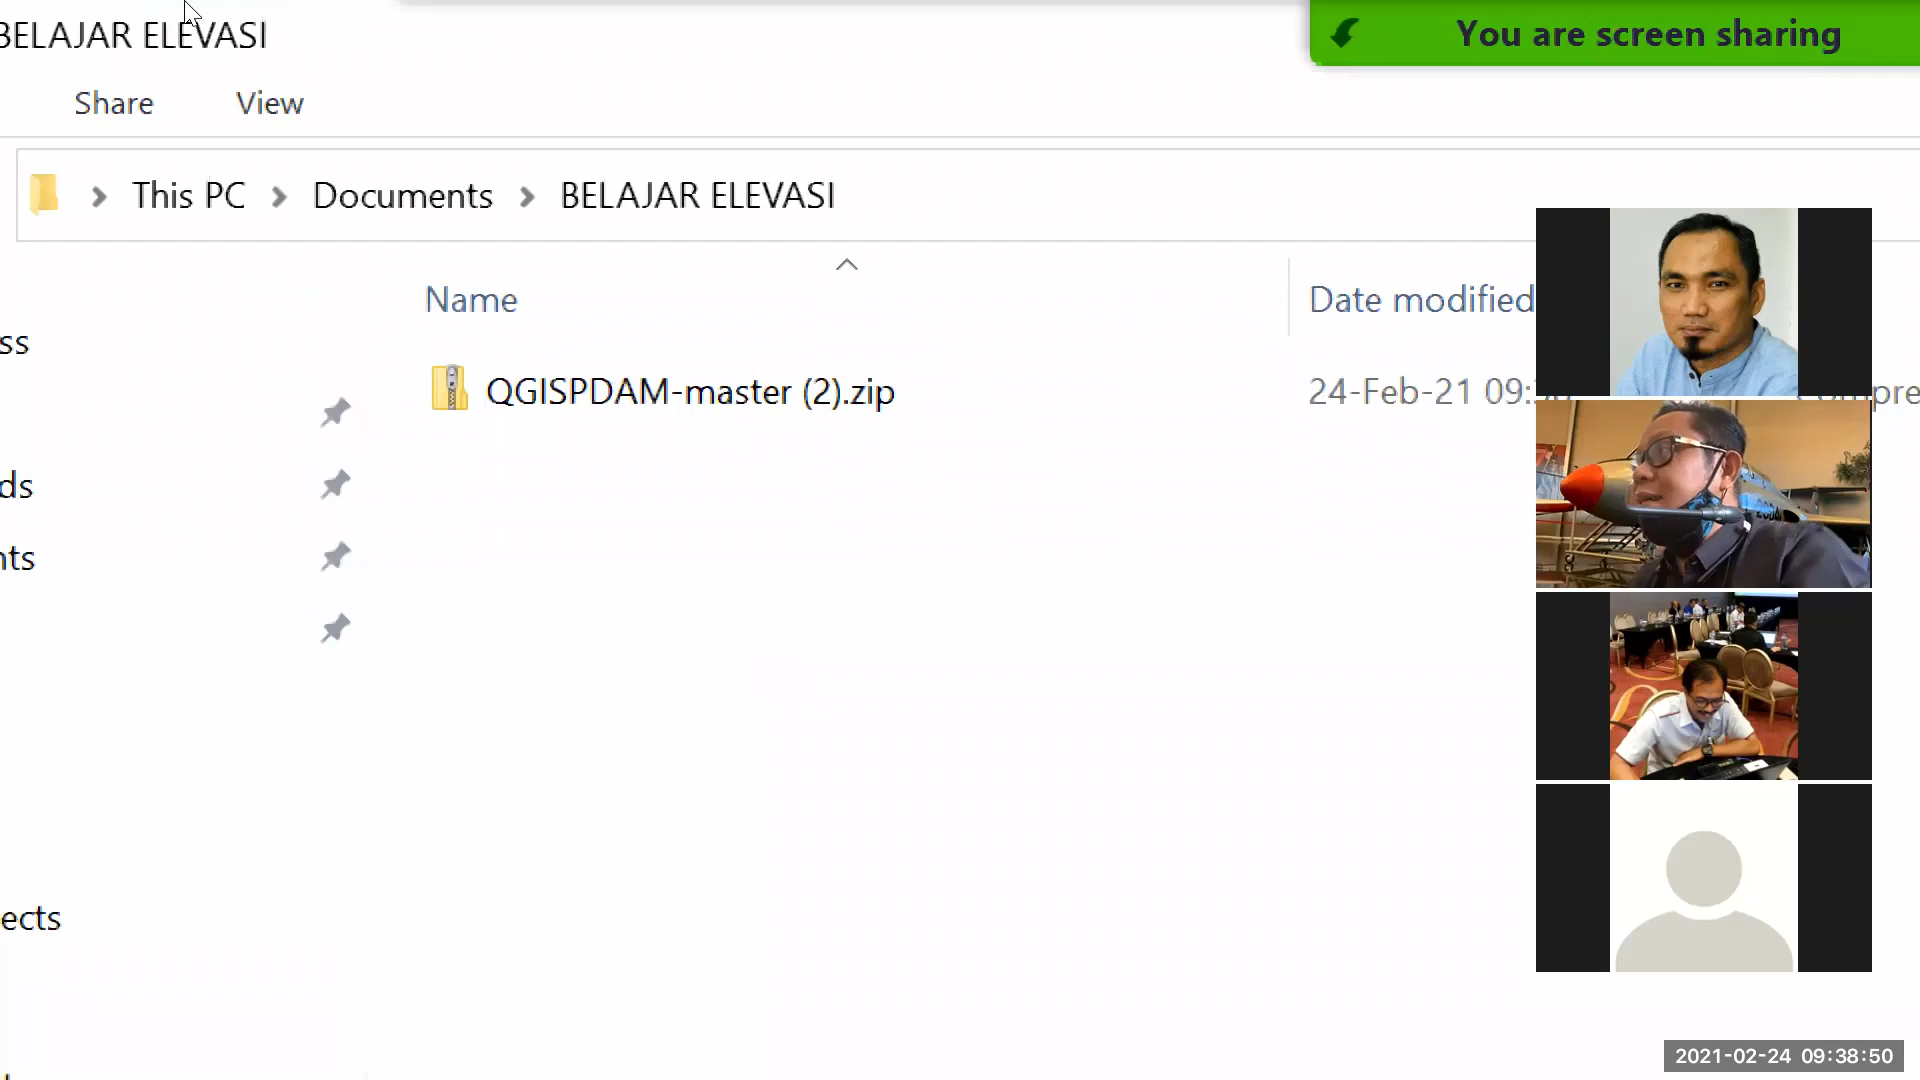 BELAJAR ELEVASI
You are screen sharing
Share View
This PC Documents BELAJAR ELEVASI
Name Date modified
ss
QGISPDAM-master (2).zip 24-Feb-21 09:
ds
nts
ects
2021-02-24 09:38:50